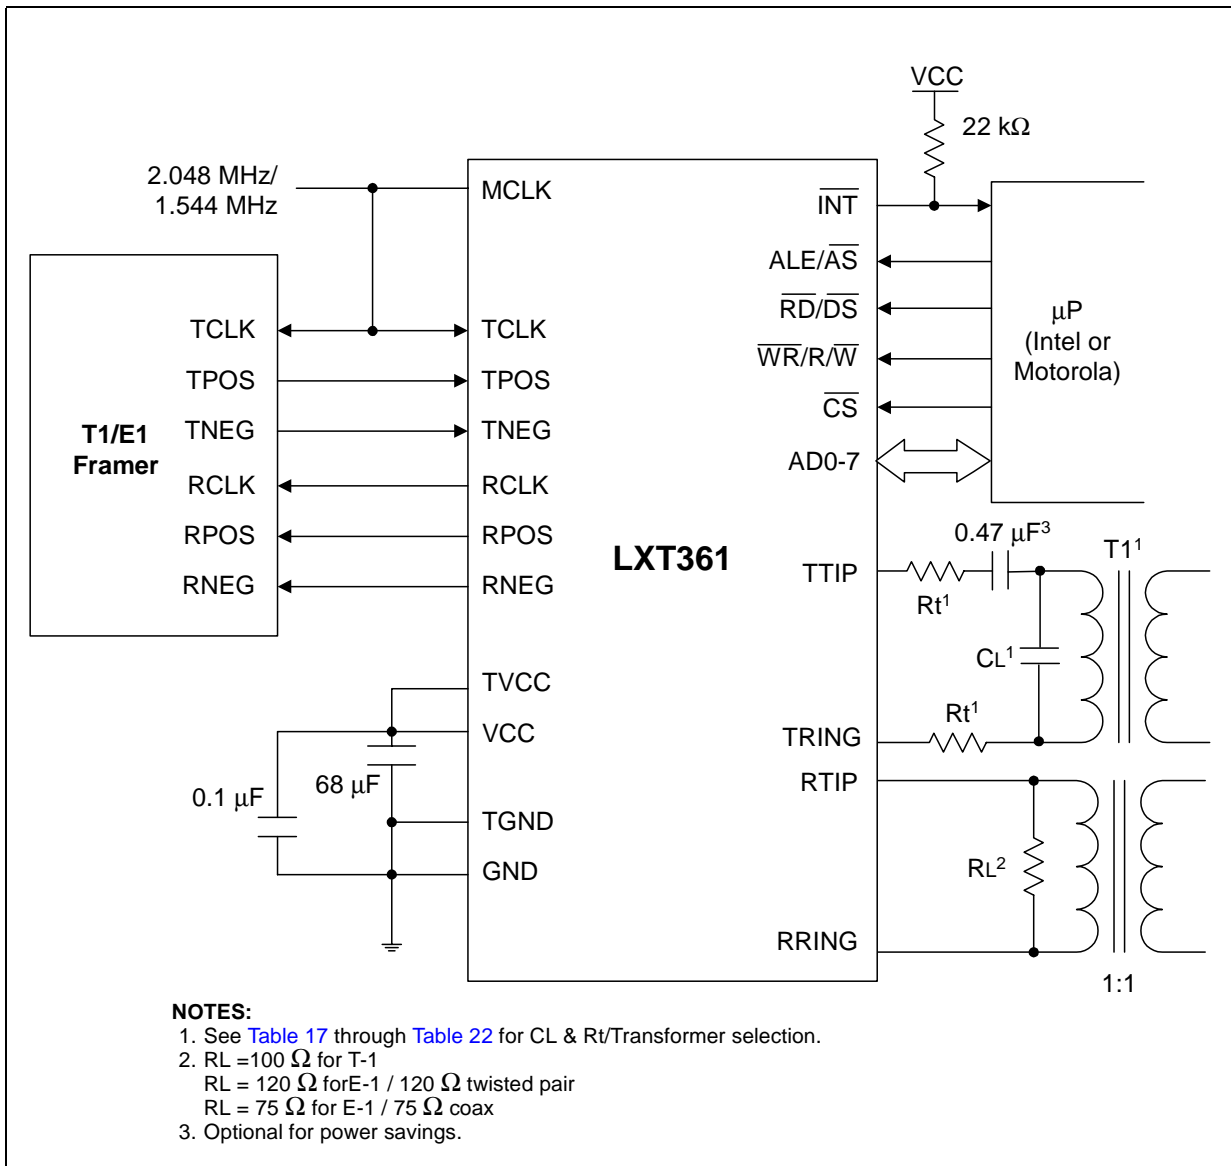 VCC
22 kΩ
2.048 MHz/
1.544 MHz
MCLK
INT
ALE/AS
RD/DS
WR/R/W
CS
AD0-7
μP
(Intel or
Motorola)
T1/E1
Framer
TCLK
TPOS
TNEG
RCLK
RPOS
RNEG
TCLK
TPOS
TNEG
RCLK
RPOS
RNEG
LXT361
TTIP
Rt¹
0.47 μF³
T1¹
CL¹
Rt¹
TRING
RTIP
RL²
RRING
1:1
TVCC
VCC
68 μF
0.1 μF
TGND
GND
NOTES:
1. See Table 17 through Table 22 for CL & Rt/Transformer selection.
2. RL =100 Ω for T-1
RL = 120 Ω forE-1 / 120 Ω twisted pair
RL = 75 Ω for E-1 / 75 Ω coax
3. Optional for power savings.